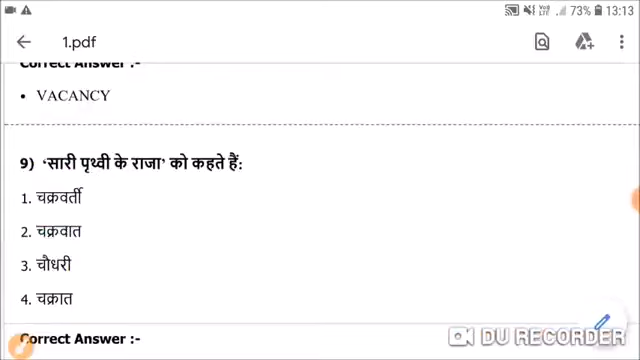 73% 13:13
1.pdf
Correct Answer :-
• VACANCY
9) ‘सारी पृथ्वी के राजा’ को कहते हैं:
1. चक्रवर्ती
2. चक्रवात
3. चौधरी
4. चक्रात
Correct Answer :-
DU RECORDER